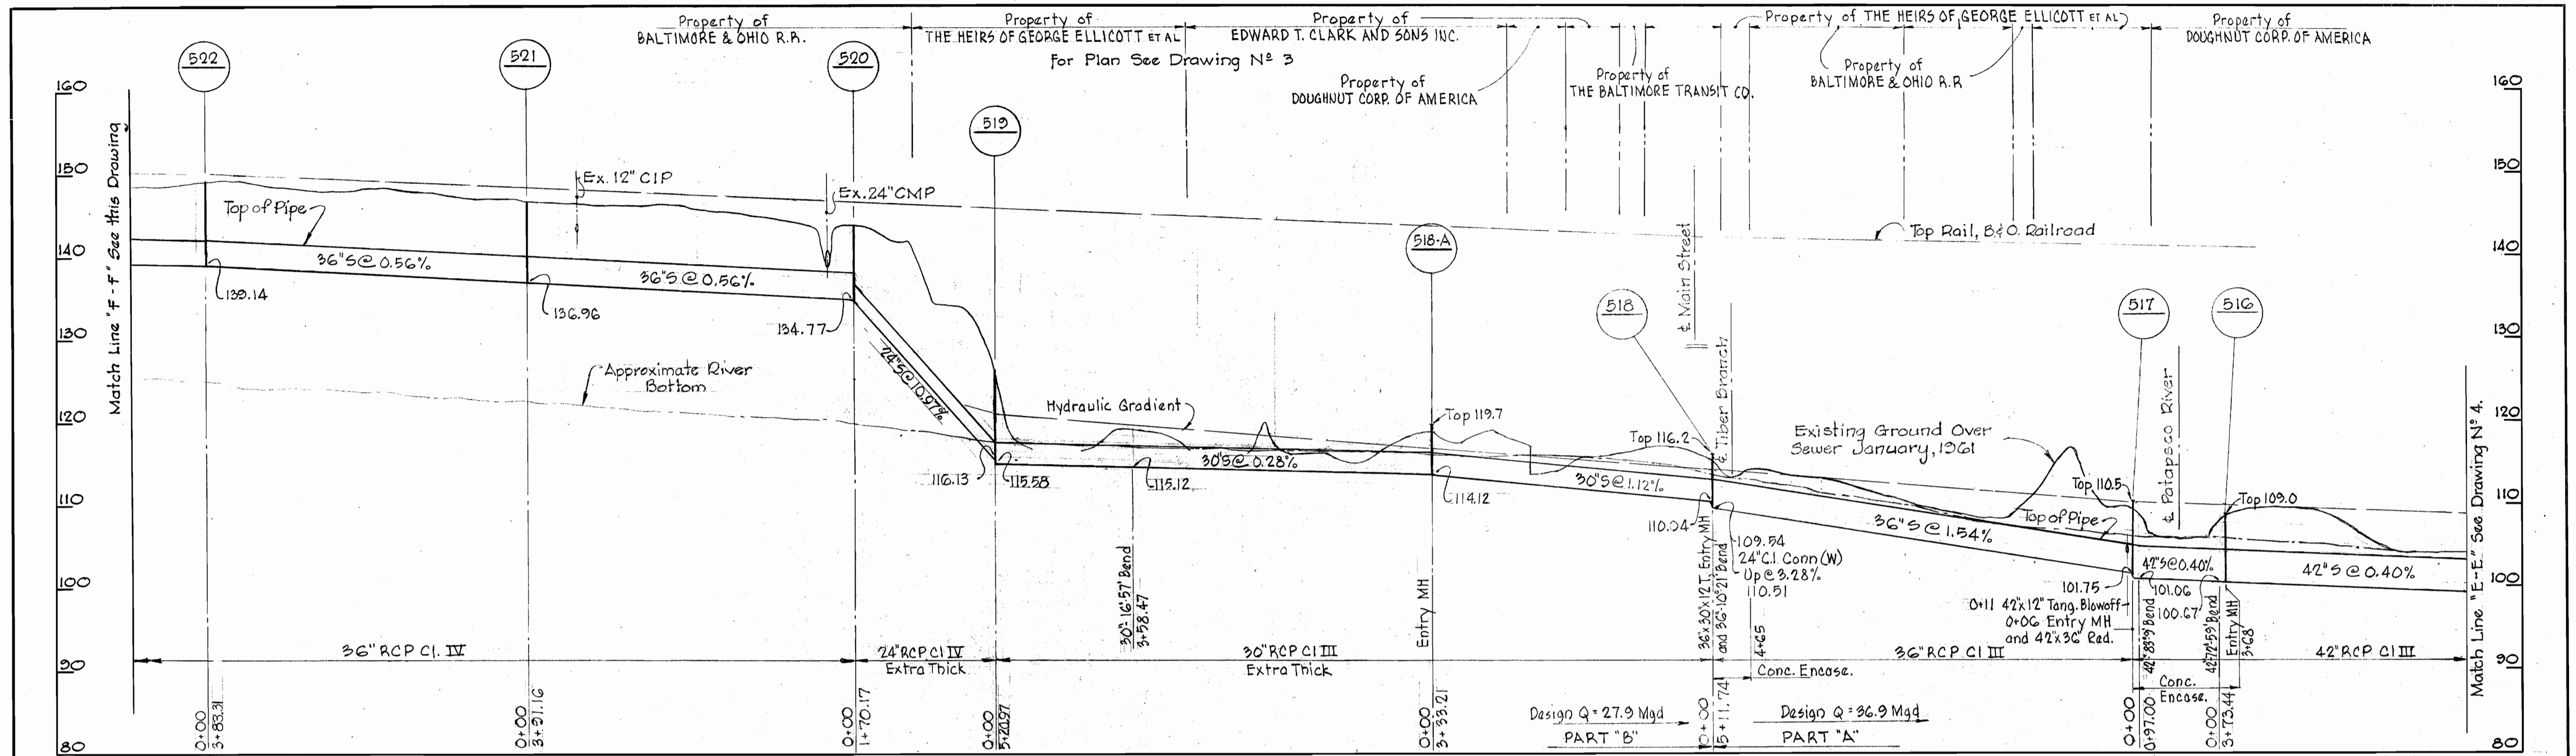 Property of
BALTIMORE & OHIO R.R.
Property of
THE HEIRS OF GEORGE ELLICOTT ET AL
Property of
EDWARD T. CLARK AND SONS INC.
Property of THE HEIRS OF GEORGE ELLICOTT ET AL
Property of
DOUGHNUT CORP. OF AMERICA
For Plan See Drawing Nº 3
Property of
DOUGHNUT CORP. OF AMERICA
Property of
THE BALTIMORE TRANSIT CO.
Property of
BALTIMORE & OHIO R.R
522
521
520
519
518-A
518
517
516
160
150
140
130
120
110
100
90
80
160
150
140
130
120
110
100
90
80
Match Line "F-F" See this Drawing
Top of Pipe
Ex. 12" CIP
Ex. 24" CMP
36"S @ 0.56%
36"S @ 0.56%
139.14
136.96
134.77
Approximate River
Bottom
24"S@10.97%
Hydraulic Gradient
116.13
115.58
115.12
30"S@ 0.28%
Top 119.7
114.12
30"S@1.12%
Top 116.2
℄ Main Street
℄ Tiber Branch
Top Rail, B.&O. Railroad
Existing Ground Over
Sewer January, 1961
110.04
109.54
24" C.I. Conn (W)
Up @ 3.28%
110.51
36"S @ 1.54%
Top of Pipe
Top 110.5
℄ Patapsco River
Top 109.0
42"S@0.40%
42"S @ 0.40%
101.75
101.06
100.67
0+11 42"x12" Tang. Blowoff
0+06 Entry MH
and 42"x36" Red.
30°-16'-57" Bend
3+58.47
Entry MH
36"x30"x12" T, Entry MH
and 36"-10°21' Bend
4+65
Entry MH
3+68
Match Line "E-E" See Drawing Nº 4.
36" RCP Cl. IV
24" RCP Cl IV
Extra Thick
30" RCP Cl III
Extra Thick
36" RCP Cl III
42" RCP Cl III
Conc. Encase.
Conc.
Encase.
0+00
3+83.31
0+00
3+91.16
0+00
1+70.17
0+00
5+20.97
0+00
3+33.21
0+00
5+11.74
0+00
0+97.00
0+00
3+73.44
Design Q = 27.9 Mgd
PART "B"
Design Q = 36.9 Mgd
PART "A"